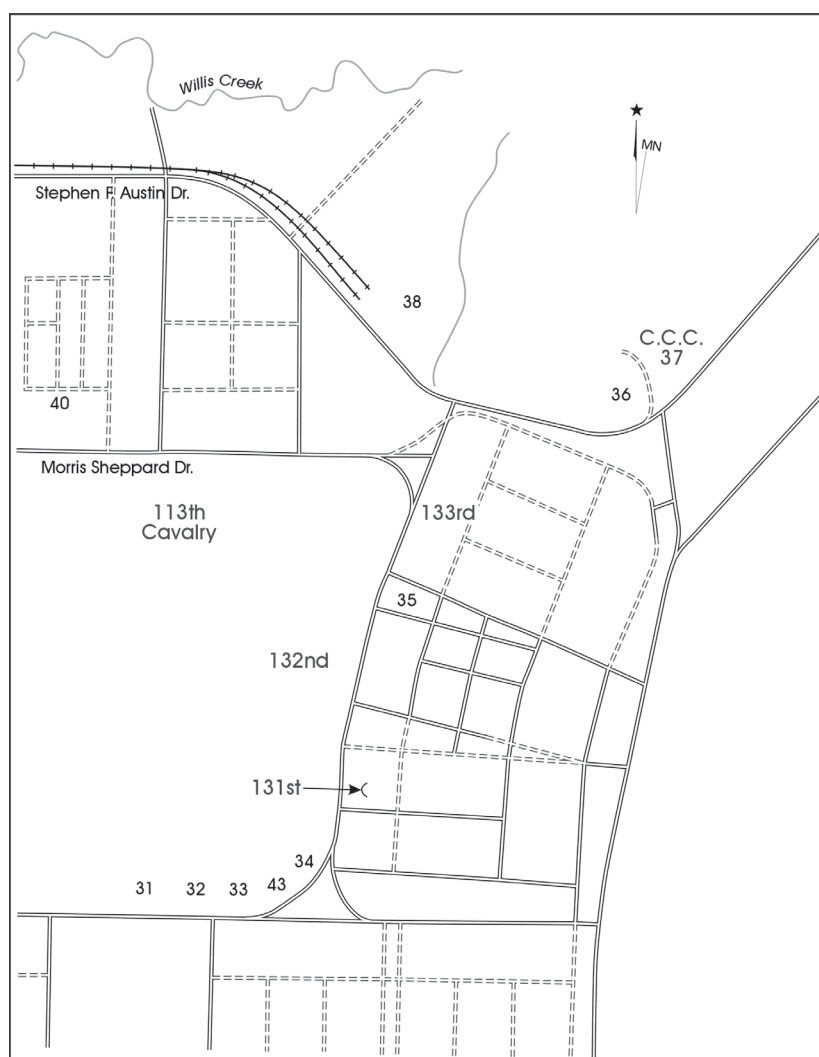 Willis Creek
MN
Stephen F. Austin Dr.
38
C.C.C.
37
36
40
Morris Sheppard Dr.
113th
Cavalry
133rd
35
132nd
131st
34
31
32
33
43